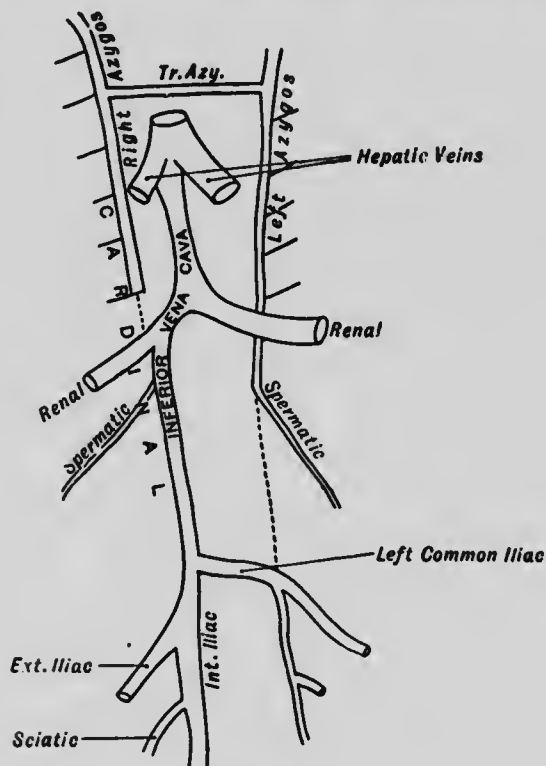 Azygos
Tr. Azy.
Right
Left Azygos
Hepatic Veins
CARDINAL
INFERIOR VENA CAVA
Renal
Renal
Spermatic
Spermatic
Left Common Iliac
Int. Iliac
Ext. Iliac
Sciatic